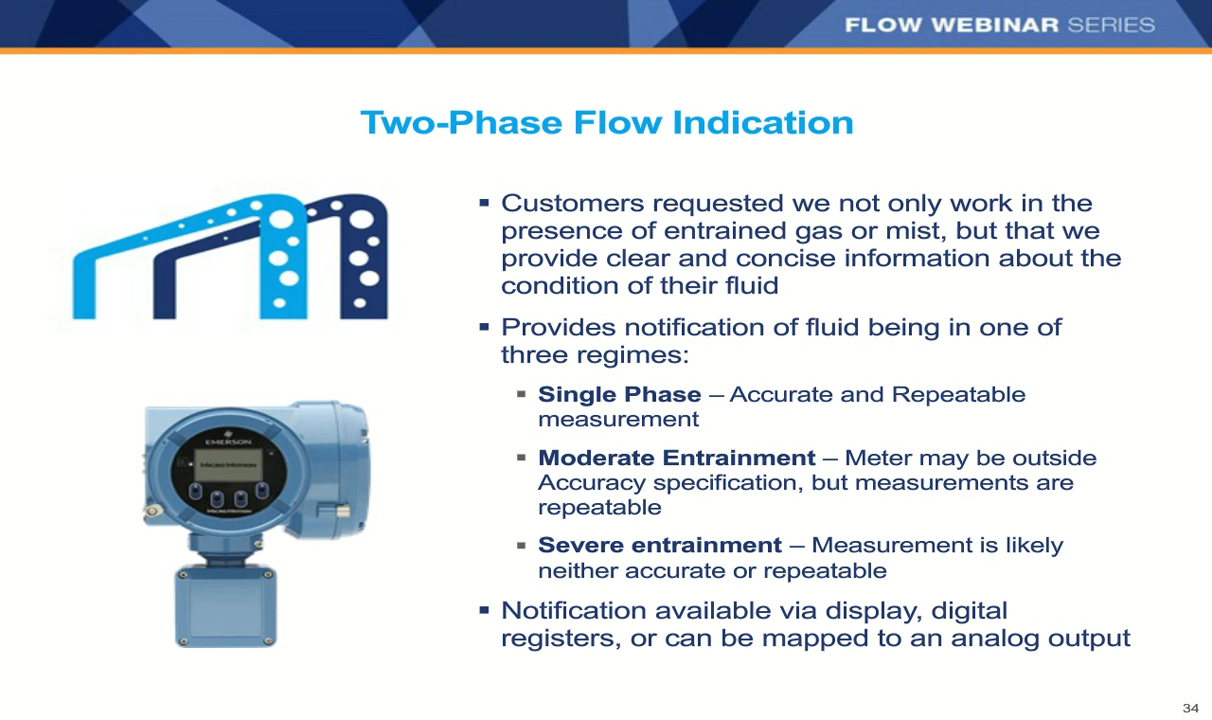 FLOW WEBINAR SERIES
Two-Phase Flow Indication
▪ Customers requested we not only work in the
presence of entrained gas or mist, but that we
provide clear and concise information about the
condition of their fluid
▪ Provides notification of fluid being in one of
three regimes:
▪ Single Phase – Accurate and Repeatable
measurement
▪ Moderate Entrainment – Meter may be outside
Accuracy specification, but measurements are
repeatable
▪ Severe entrainment – Measurement is likely
neither accurate or repeatable
▪ Notification available via display, digital
registers, or can be mapped to an analog output
EMERSON
MICRO MOTION
MICRO MOTION
34